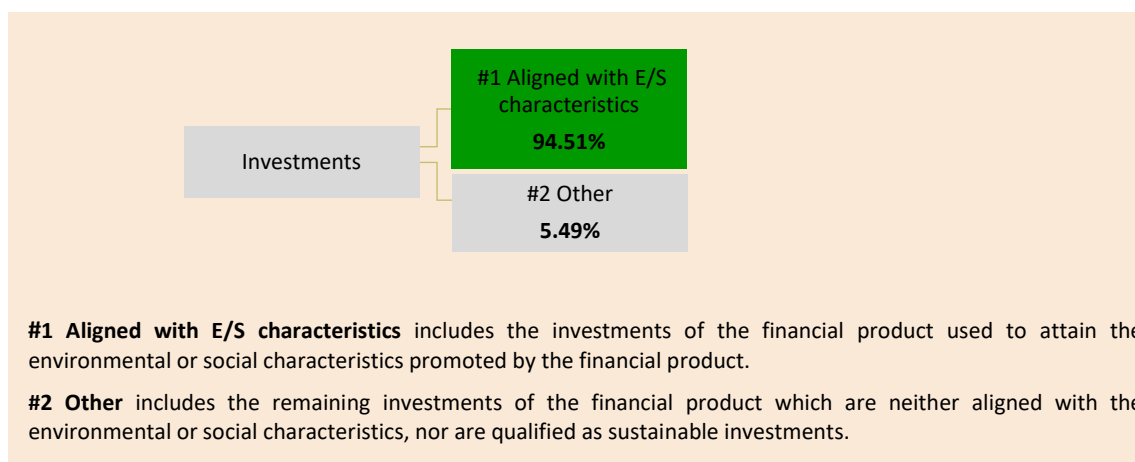 #1 Aligned with E/S
characteristics
94.51%
Investments
#2 Other
5.49%
#1 Aligned with E/S characteristics includes the investments of the financial product used to attain the
environmental or social characteristics promoted by the financial product.
#2 Other includes the remaining investments of the financial product which are neither aligned with the
environmental or social characteristics, nor are qualified as sustainable investments.